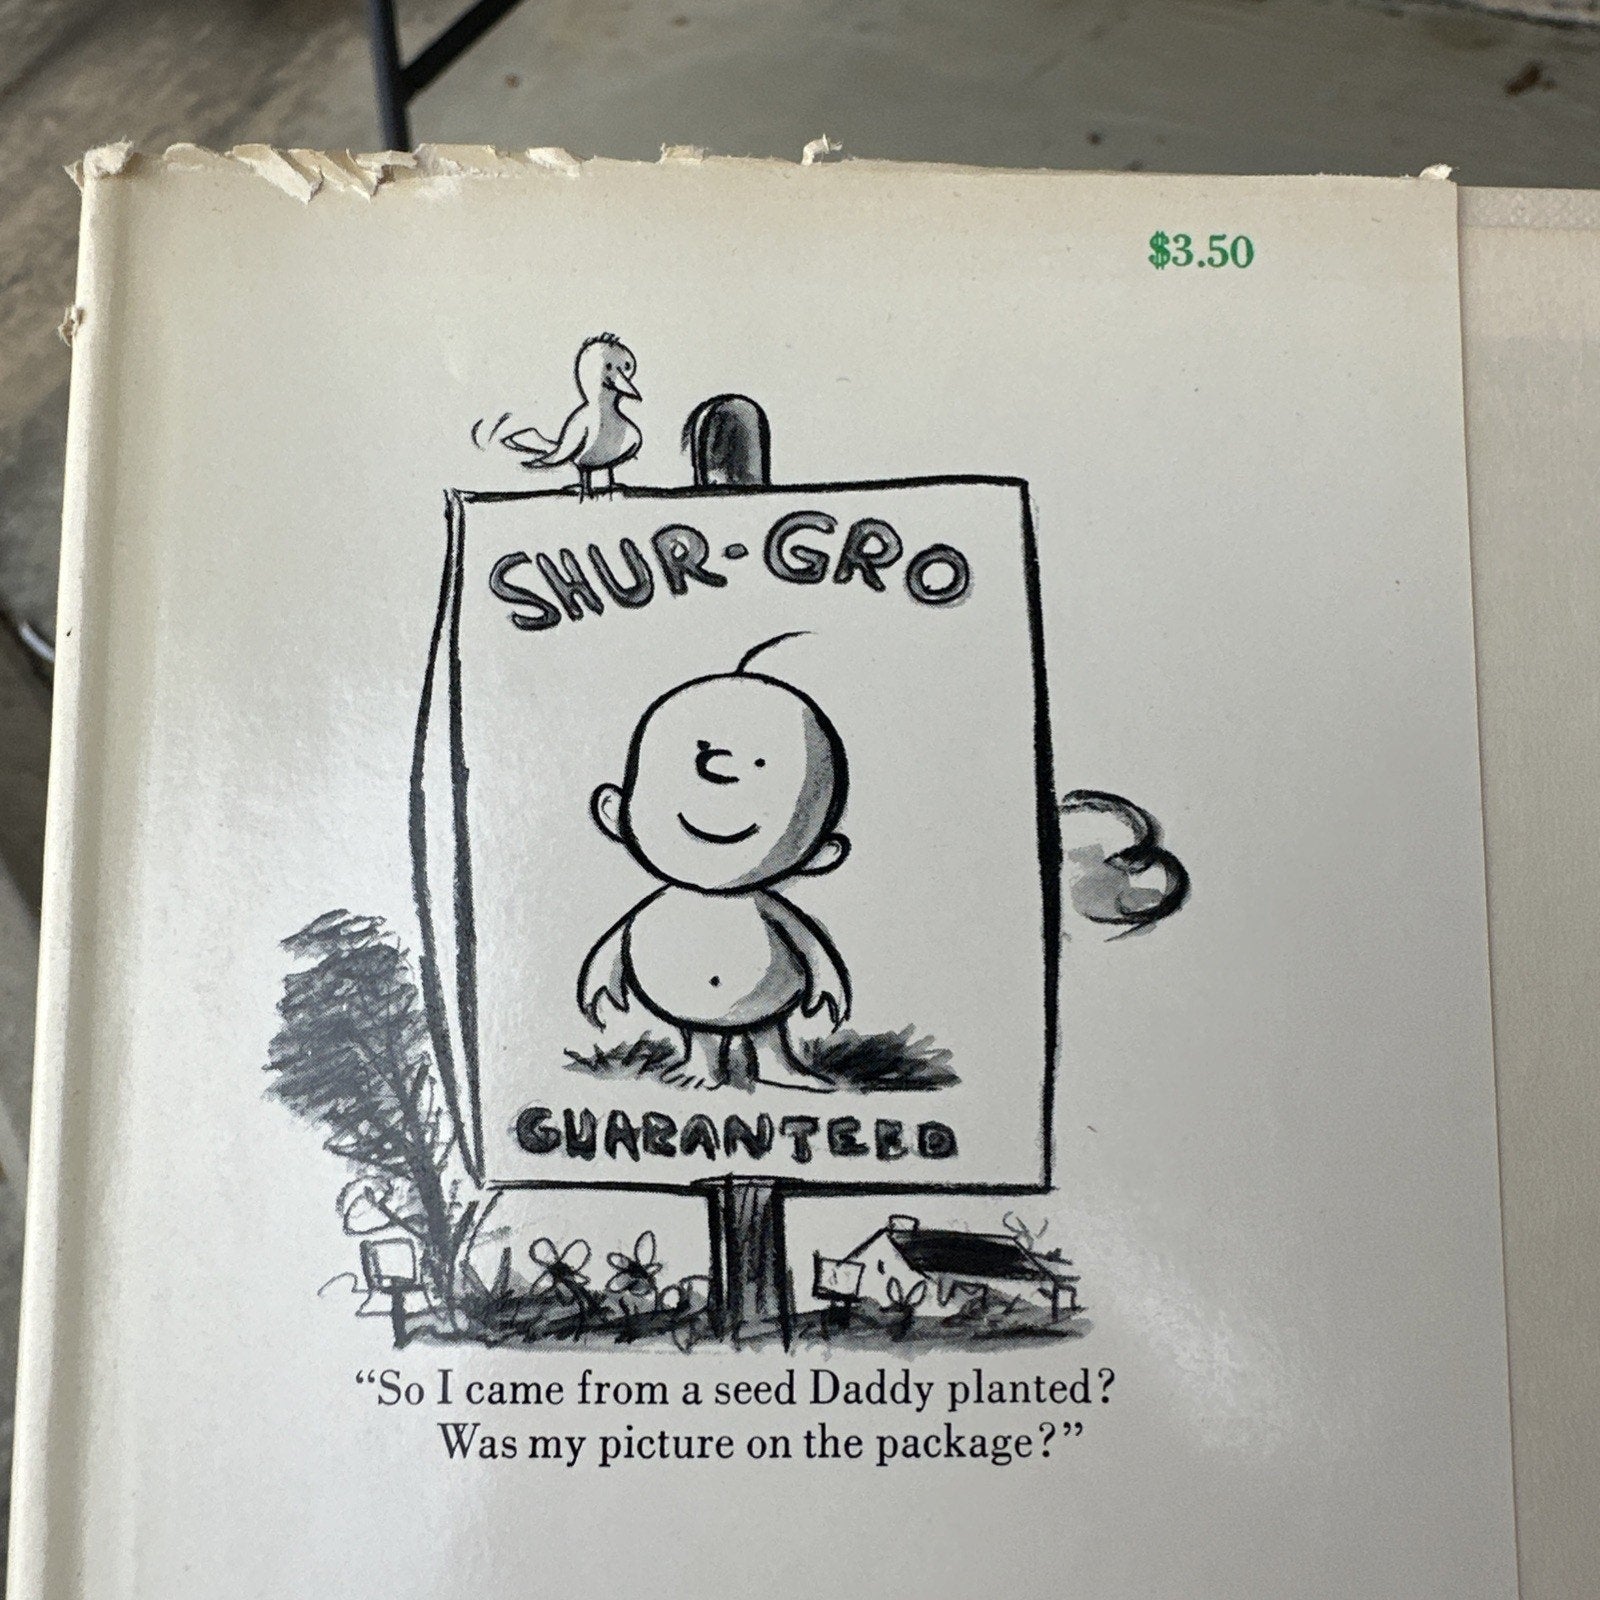 $3.50
SHUR-GRO
GUARANTEED
“So I came from a seed Daddy planted?
Was my picture on the package?”